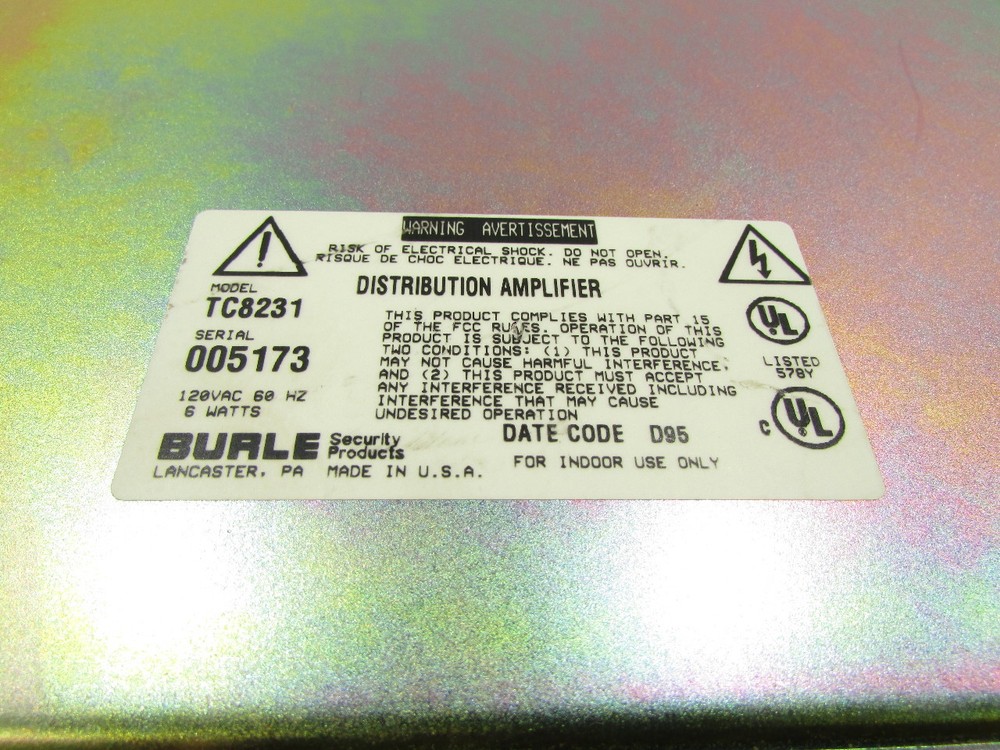 WARNING AVERTISSEMENT
RISK OF ELECTRICAL SHOCK. DO NOT OPEN.
RISQUE DE CHOC ELECTRIQUE. NE PAS OUVRIR.
DISTRIBUTION AMPLIFIER
MODEL
TC8231
SERIAL
005173
120VAC 60 HZ
6 WATTS
THIS PRODUCT COMPLIES WITH PART 15
OF THE FCC RULES. OPERATION OF THIS
PRODUCT IS SUBJECT TO THE FOLLOWING
TWO CONDITIONS: (1) THIS PRODUCT
MAY NOT CAUSE HARMFUL INTERFERENCE,
AND (2) THIS PRODUCT MUST ACCEPT
ANY INTERFERENCE RECEIVED INCLUDING
INTERFERENCE THAT MAY CAUSE
UNDESIRED OPERATION
UL
LISTED
578Y
C UL
DATE CODE D95
FOR INDOOR USE ONLY
BURLE Security Products
LANCASTER, PA MADE IN U.S.A.